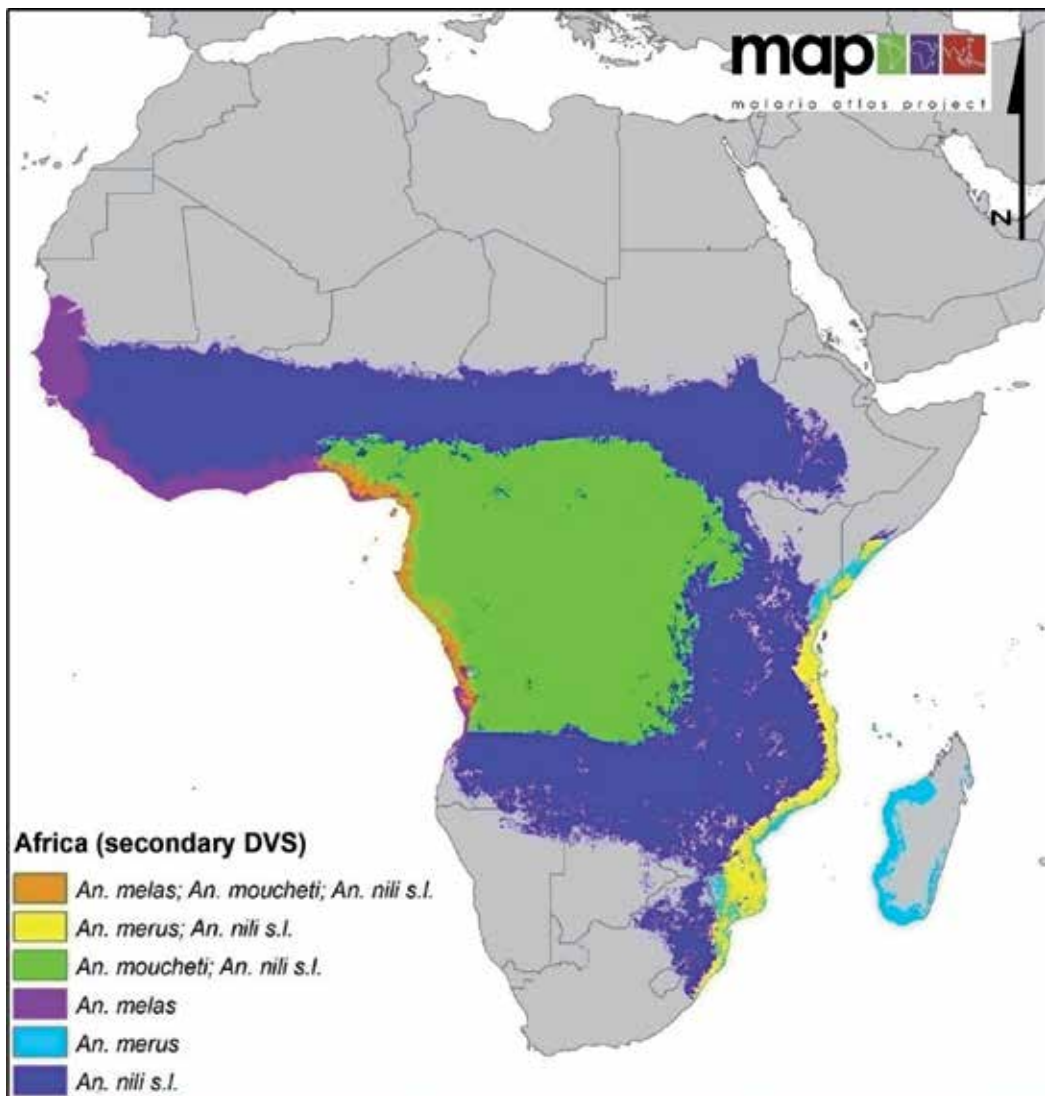 map
malaria atlas project
N
Africa (secondary DVS)
An. melas; An. moucheti; An. nili s.l.
An. merus; An. nili s.l.
An. moucheti; An. nili s.l.
An. melas
An. merus
An. nili s.l.